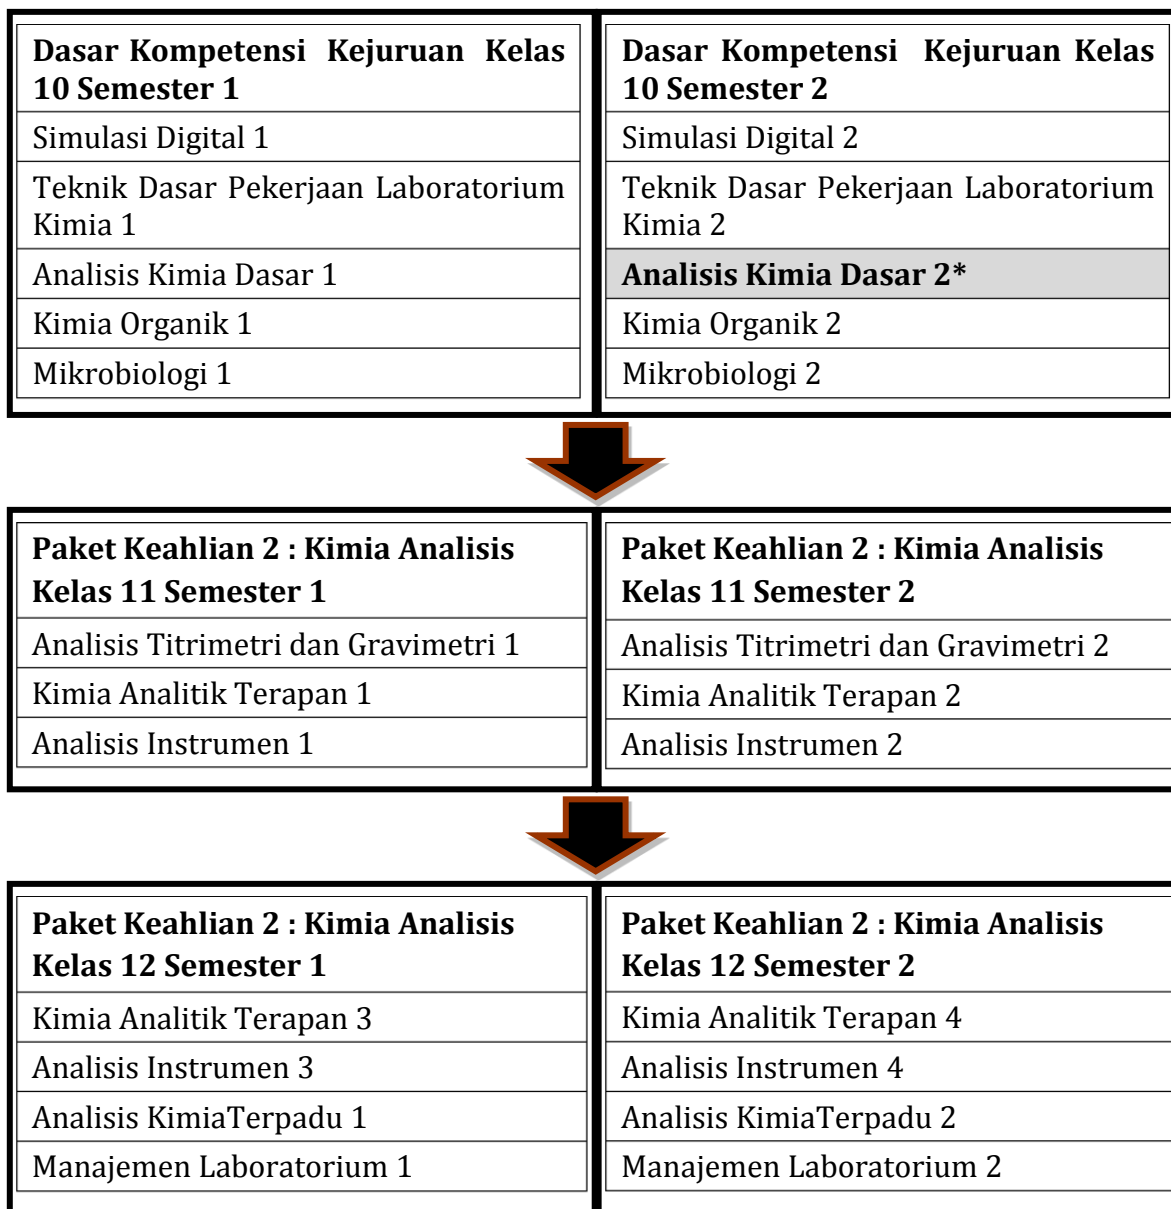 Dasar Kompetensi Kejuruan Kelas
10 Semester 1
Simulasi Digital 1
Teknik Dasar Pekerjaan Laboratorium
Kimia 1
Analisis Kimia Dasar 1
Kimia Organik 1
Mikrobiologi 1
Dasar Kompetensi Kejuruan Kelas
10 Semester 2
Simulasi Digital 2
Teknik Dasar Pekerjaan Laboratorium
Kimia 2
Analisis Kimia Dasar 2*
Kimia Organik 2
Mikrobiologi 2
Paket Keahlian 2 : Kimia Analisis
Kelas 11 Semester 1
Analisis Titrimetri dan Gravimetri 1
Kimia Analitik Terapan 1
Analisis Instrumen 1
Paket Keahlian 2 : Kimia Analisis
Kelas 11 Semester 2
Analisis Titrimetri dan Gravimetri 2
Kimia Analitik Terapan 2
Analisis Instrumen 2
Paket Keahlian 2 : Kimia Analisis
Kelas 12 Semester 1
Kimia Analitik Terapan 3
Analisis Instrumen 3
Analisis KimiaTerpadu 1
Manajemen Laboratorium 1
Paket Keahlian 2 : Kimia Analisis
Kelas 12 Semester 2
Kimia Analitik Terapan 4
Analisis Instrumen 4
Analisis KimiaTerpadu 2
Manajemen Laboratorium 2